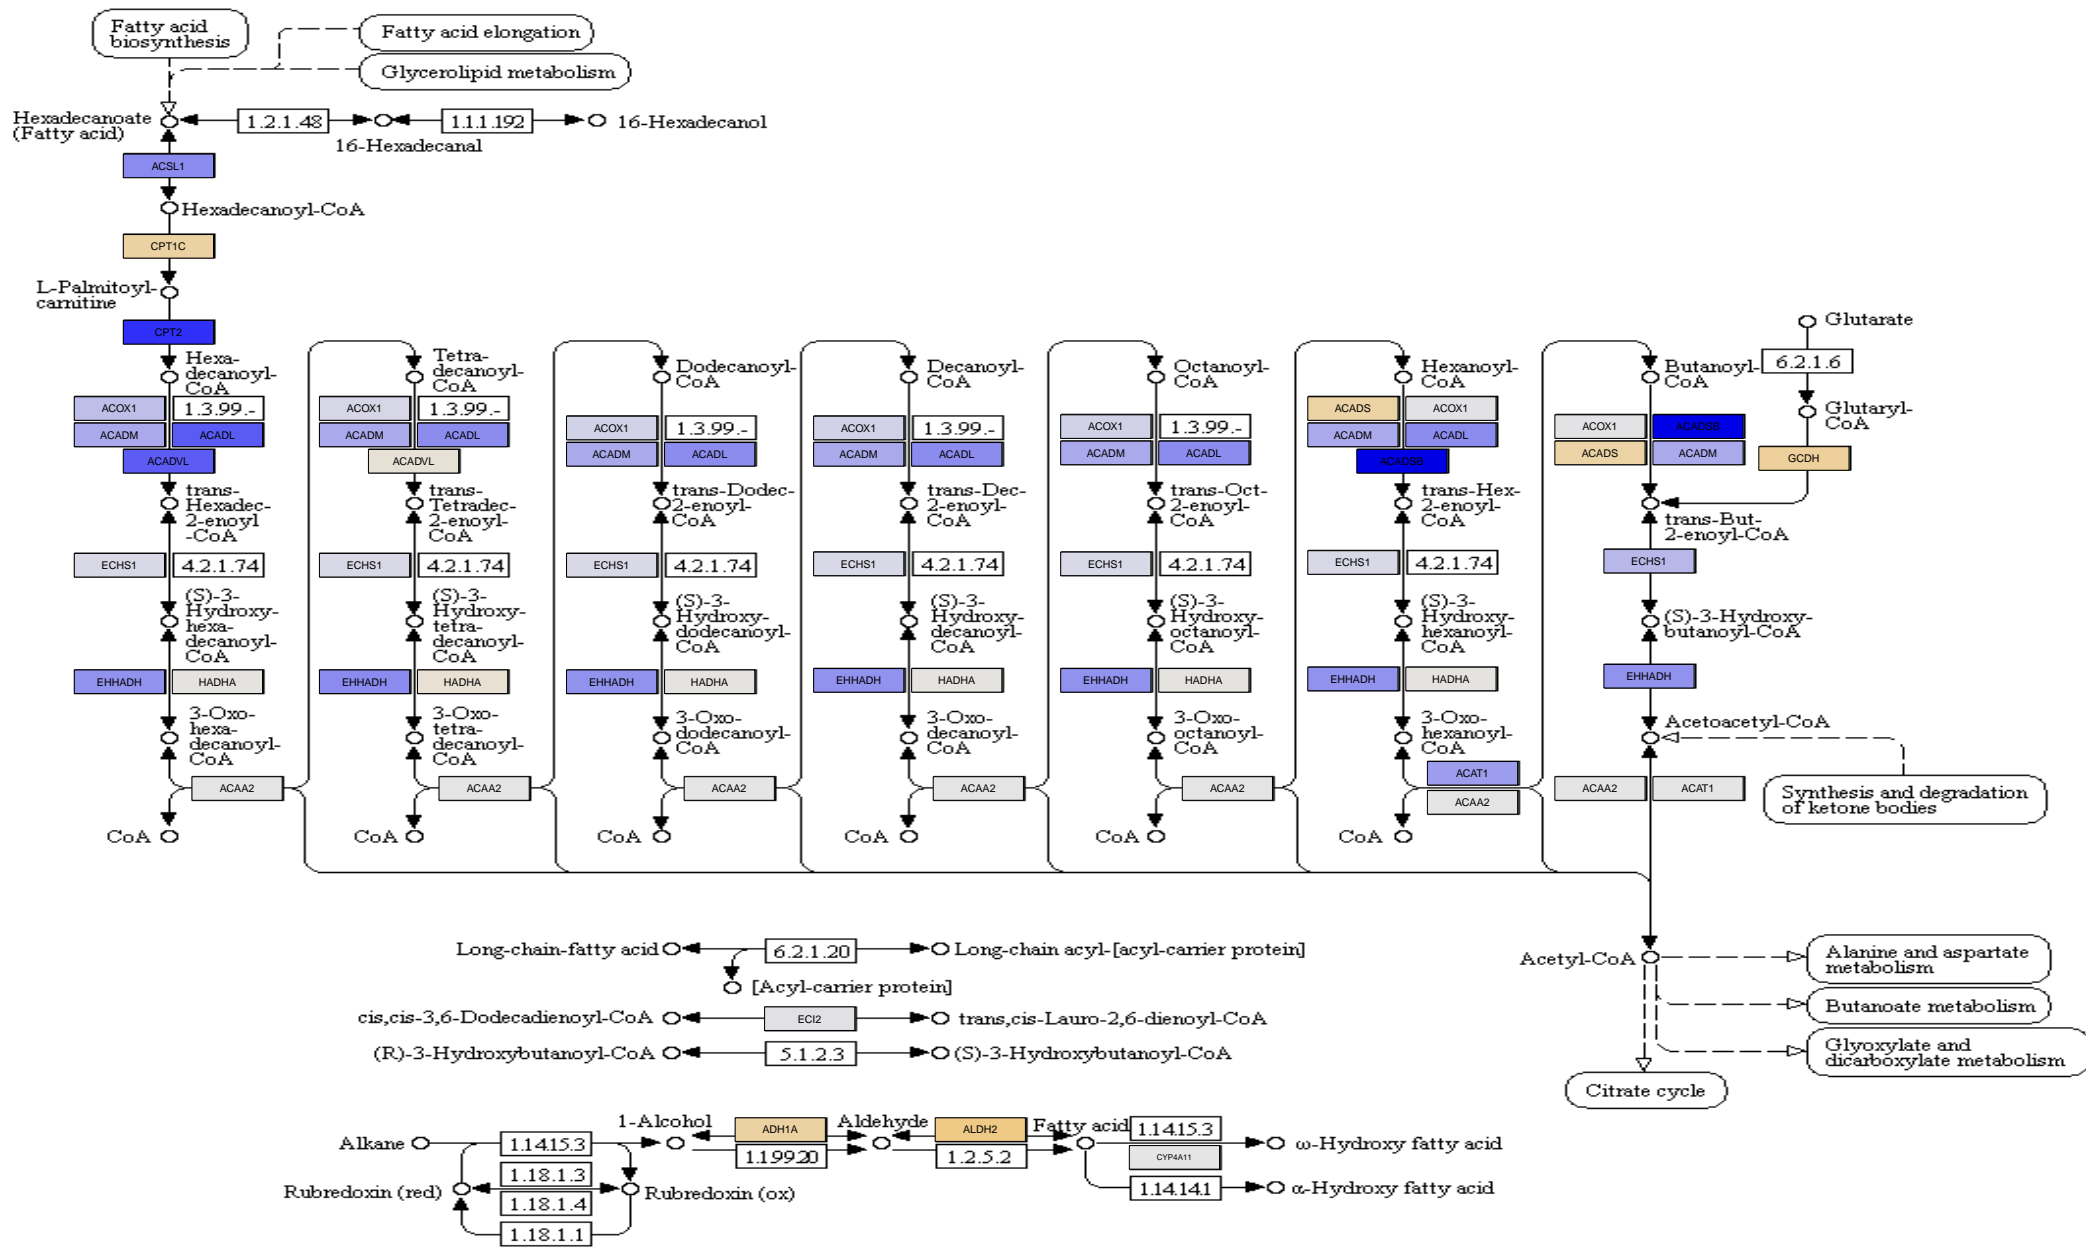 Fatty acid
biosynthesis
Fatty acid elongation
Glycerolipid metabolism
Hexadecanoate
(Fatty acid)
1.2.1.48
1.1.1.192
16-Hexadecanol
16-Hexadecanal
ACSL1
Hexadecanoyl-CoA
CPT1C
L-Palmitoyl-
carnitine
CPT2
Hexa-
decanoyl-
CoA
ACOX1
1.3.99.-
ACADM
ACADL
ACADVL
trans-
Hexadec-
2-enoyl
-CoA
ECHS1
4.2.1.74
(S)-3-
Hydroxy-
hexa-
decanoyl-
CoA
EHHADH
HADHA
3-Oxo-
hexa-
decanoyl-
CoA
ACAA2
CoA
Tetra-
decanoyl-
CoA
ACOX1
1.3.99.-
ACADM
ACADL
ACADVL
trans-
Tetradec-
2-enoyl-
CoA
ECHS1
4.2.1.74
(S)-3-
Hydroxy-
tetra-
decanoyl-
CoA
EHHADH
HADHA
3-Oxo-
tetra-
decanoyl-
CoA
ACAA2
CoA
Dodecanoyl-
CoA
ACOX1
1.3.99.-
ACADM
ACADL
trans-Dodec-
2-enoyl-
CoA
ECHS1
4.2.1.74
(S)-3-
Hydroxy-
dodecanoyl-
CoA
EHHADH
HADHA
3-Oxo-
dodecanoyl-
CoA
ACAA2
CoA
Decanoyl-
CoA
ACOX1
1.3.99.-
ACADM
ACADL
trans-Dec-
2-enoyl-
CoA
ECHS1
4.2.1.74
(S)-3-
Hydroxy-
decanoyl-
CoA
EHHADH
HADHA
3-Oxo-
decanoyl-
CoA
ACAA2
CoA
Octanoyl-
CoA
ACOX1
1.3.99.-
ACADM
ACADL
trans-Oct-
2-enoyl-
CoA
ECHS1
4.2.1.74
(S)-3-
Hydroxy-
octanoyl-
CoA
EHHADH
HADHA
3-Oxo-
octanoyl-
CoA
ACAA2
CoA
Hexanoyl-
CoA
ACADS
ACOX1
ACADM
ACADL
ACADSB
trans-Hex-
2-enoyl-
CoA
ECHS1
4.2.1.74
(S)-3-
Hydroxy-
hexanoyl-
CoA
EHHADH
HADHA
3-Oxo-
hexanoyl-
CoA
ACAT1
ACAA2
CoA
Butanoyl-
CoA
ACOX1
ACADSB
ACADS
ACADM
trans-But-
2-enoyl-CoA
ECHS1
(S)-3-Hydroxy-
butanoyl-CoA
EHHADH
Acetoacetyl-CoA
ACAA2
ACAT1
Glutarate
6.2.1.6
Glutaryl-
CoA
GCDH
Synthesis and degradation
of ketone bodies
Long-chain-fatty acid
6.2.1.20
Long-chain acyl-[acyl-carrier protein]
[Acyl-carrier protein]
cis,cis-3,6-Dodecadienoyl-CoA
ECI2
trans,cis-Lauro-2,6-dienoyl-CoA
(R)-3-Hydroxybutanoyl-CoA
5.1.2.3
(S)-3-Hydroxybutanoyl-CoA
Acetyl-CoA
Alanine and aspartate
metabolism
Butanoate metabolism
Glyoxylate and
dicarboxylate metabolism
Citrate cycle
Alkane
1.14.15.3
1-Alcohol
ADH1A
1.1.99.20
Aldehyde
ALDH2
1.2.5.2
Fatty acid
1.14.15.3
ω-Hydroxy fatty acid
CYP4A11
1.14.14.1
α-Hydroxy fatty acid
Rubredoxin (red)
1.18.1.3
1.18.1.4
1.18.1.1
Rubredoxin (ox)